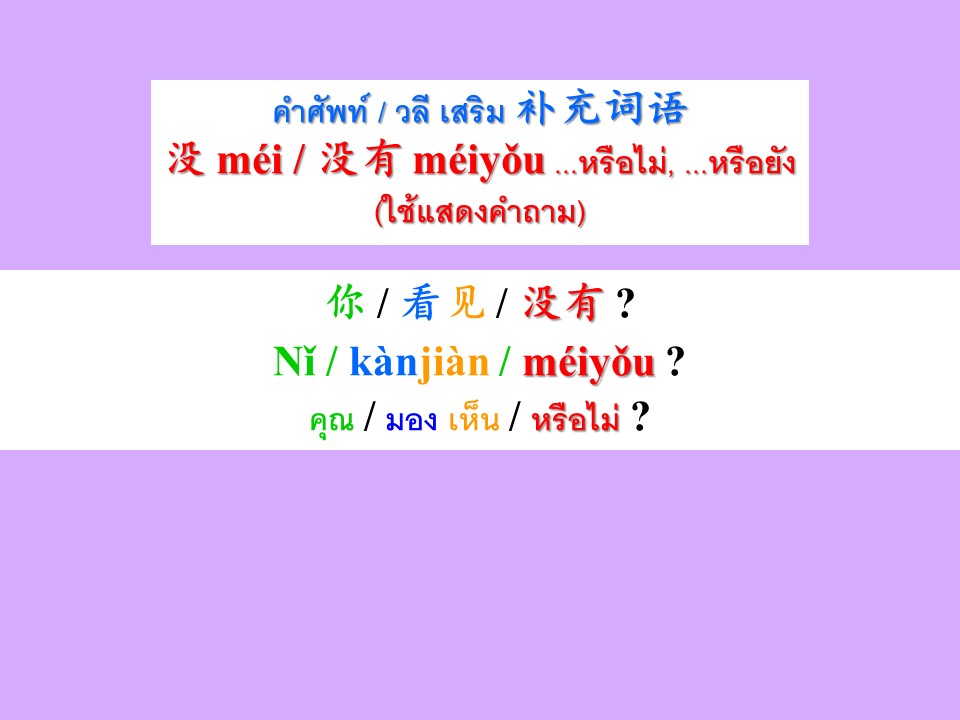 คำศัพท์ / วลี เสริม 补充词语
没 méi / 没有 méiyǒu ...หรือไม่, ...หรือยัง
(ใช้แสดงคำถาม)
你 / 看见 / 没有 ?
Nǐ / kànjiàn / méiyǒu ?
คุณ / มอง เห็น / หรือไม่ ?